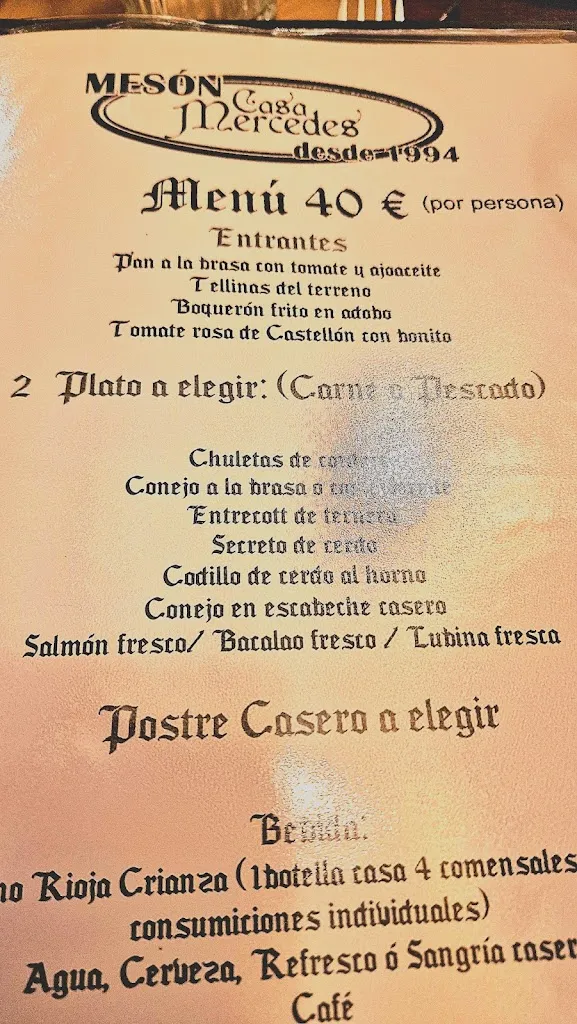 MESÓN
Casa
Mercedes
desde 1994
Menú 40 € (por persona)
Entrantes
Pan a la brasa con tomate y ajoaceite
Tellinas del terreno
Boquerón frito en adobo
Tomate rosa de Castellón con bonito
2 Plato a elegir: (Carne o Pescado)
Chuletas de cordero
Conejo a la brasa o
Entrecott de ternera
Secreto de cerdo
Codillo de cerdo al horno
Conejo en escabeche casero
Salmón fresco/ Bacalao fresco / Lubina fresca
Postre Casero a elegir
Bebida:
Rioja Crianza (1botella casa 4 comensales
consumiciones individuales)
Agua, Cerveza, Refresco ó Sangría caser
Café